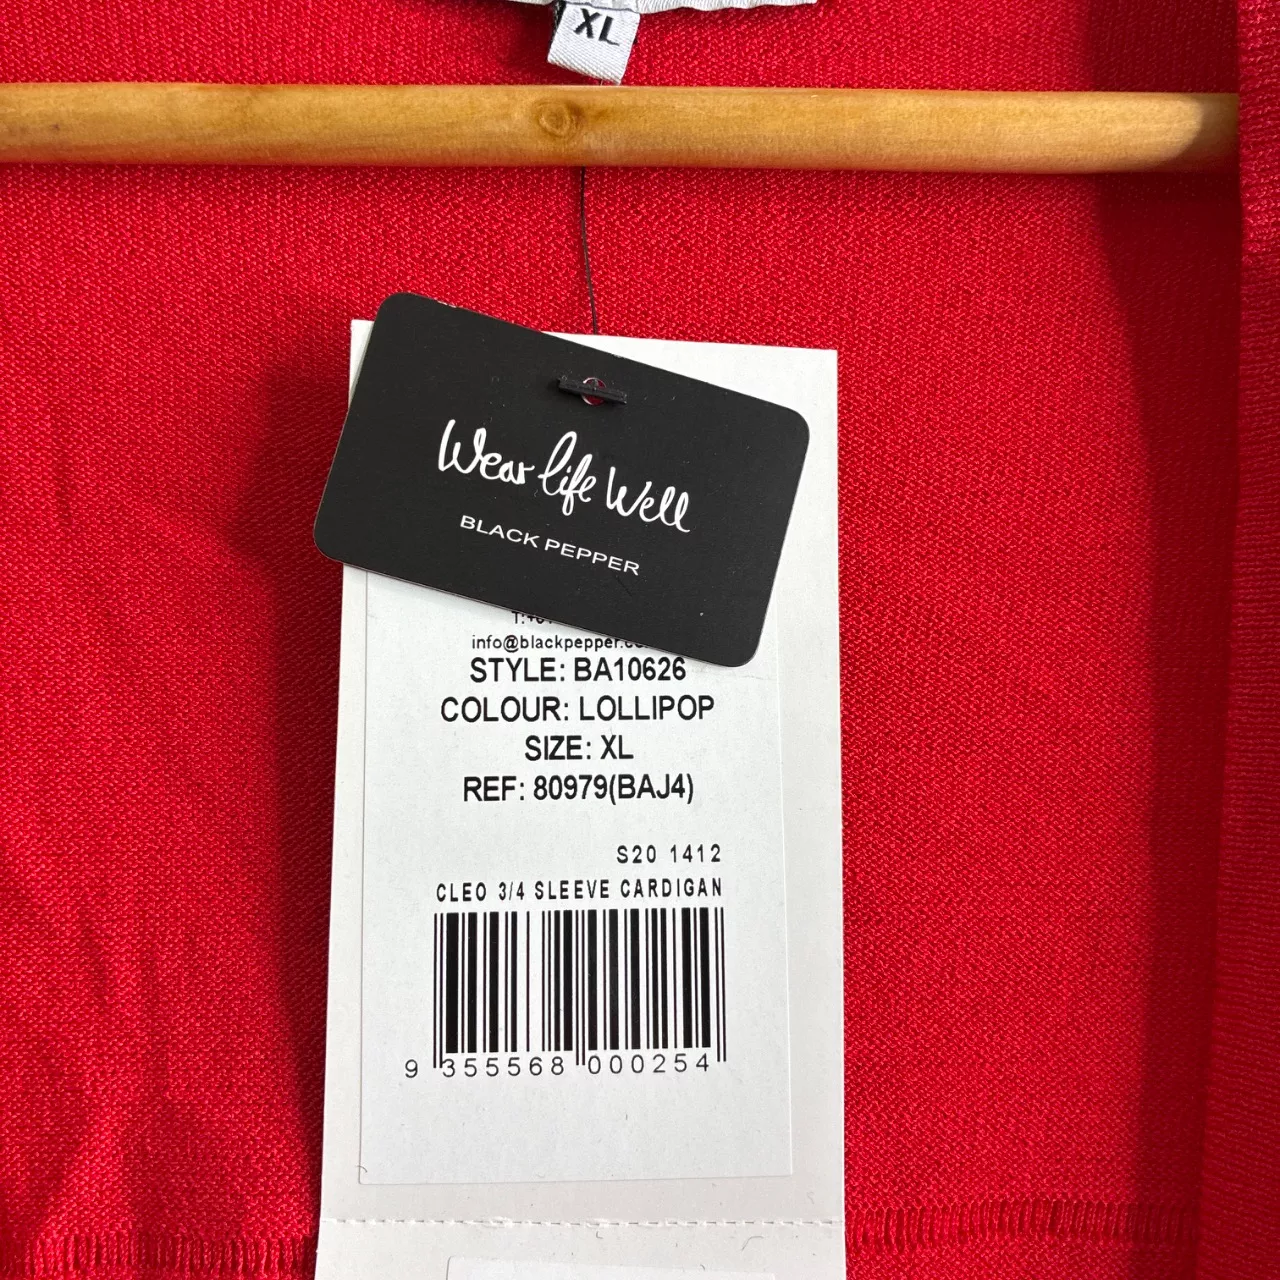 XL
Wear life Well
BLACK PEPPER
info@blackpepper.
STYLE: BA10626
COLOUR: LOLLIPOP
SIZE: XL
REF: 80979(BAJ4)
S20 1412
CLEO 3/4 SLEEVE CARDIGAN
9 355568 000254